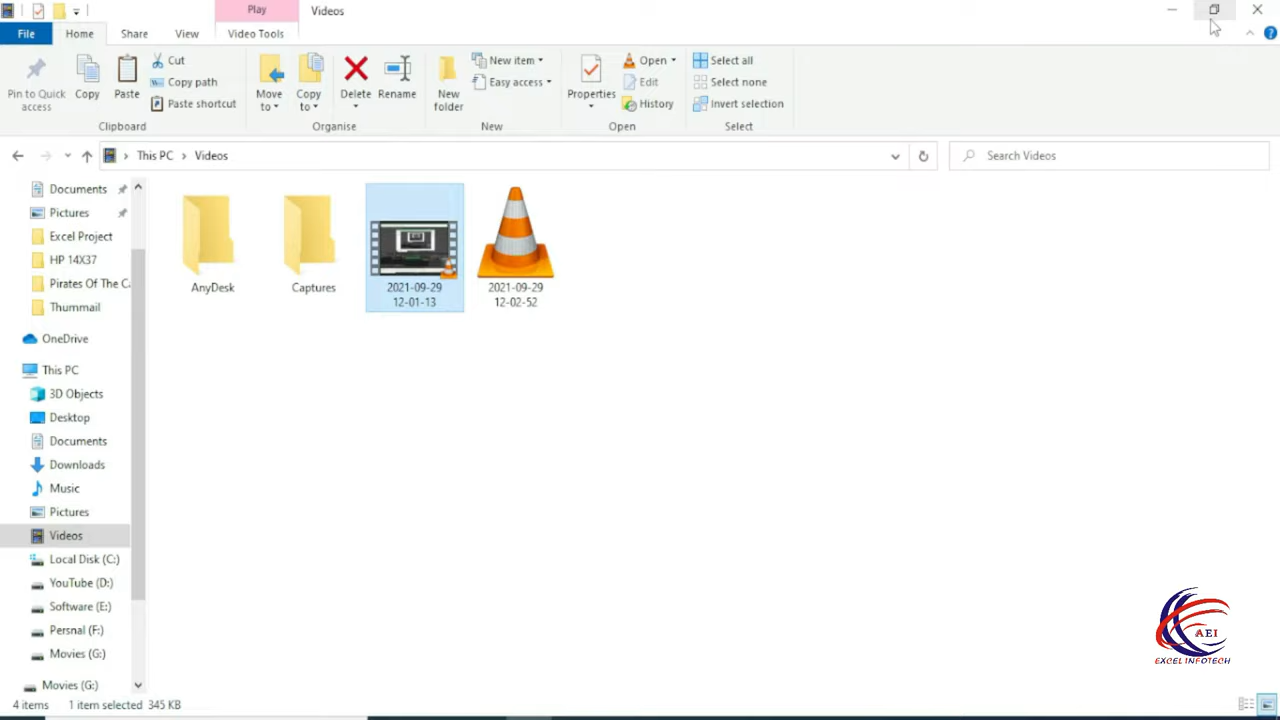 Play
Videos
File
Home
Share
View
Video Tools
Pin to Quick
access
Copy
Paste
Cut
Copy path
Paste shortcut
Clipboard
Move
to
Copy
to
Delete
Rename
Organise
New
folder
New item
Easy access
New
Properties
Open
Edit
History
Open
Select all
Select none
Invert selection
Select
This PC
Videos
Search Videos
Documents
Pictures
Excel Project
HP 14X37
Pirates Of The Ca
Thummail
OneDrive
This PC
3D Objects
Desktop
Documents
Downloads
Music
Pictures
Videos
Local Disk (C:)
YouTube (D:)
Software (E:)
Persnal (F:)
Movies (G:)
Movies (G:)
AnyDesk
Captures
2021-09-29
12-01-13
2021-09-29
12-02-52
AEI
EXCEL INFOTECH
4 items
1 item selected
345 KB